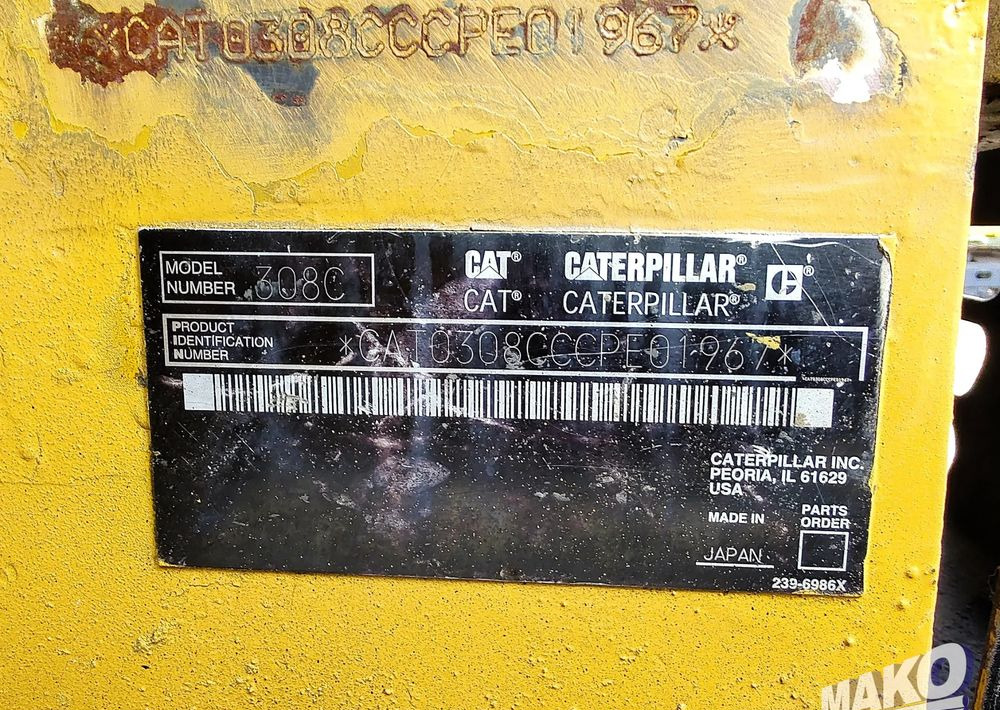 *CAT0308CCCPE01967*
MODEL
NUMBER 308C
CAT® CATERPILLAR® ®
CAT® CATERPILLAR®
PRODUCT
IDENTIFICATION
NUMBER *CAT0308CCCPE01967*
*CAT0308CCCPE01967*
CATERPILLAR INC.
PEORIA, IL 61629
USA
MADE IN
JAPAN
PARTS
ORDER
239-6986X
MAKO